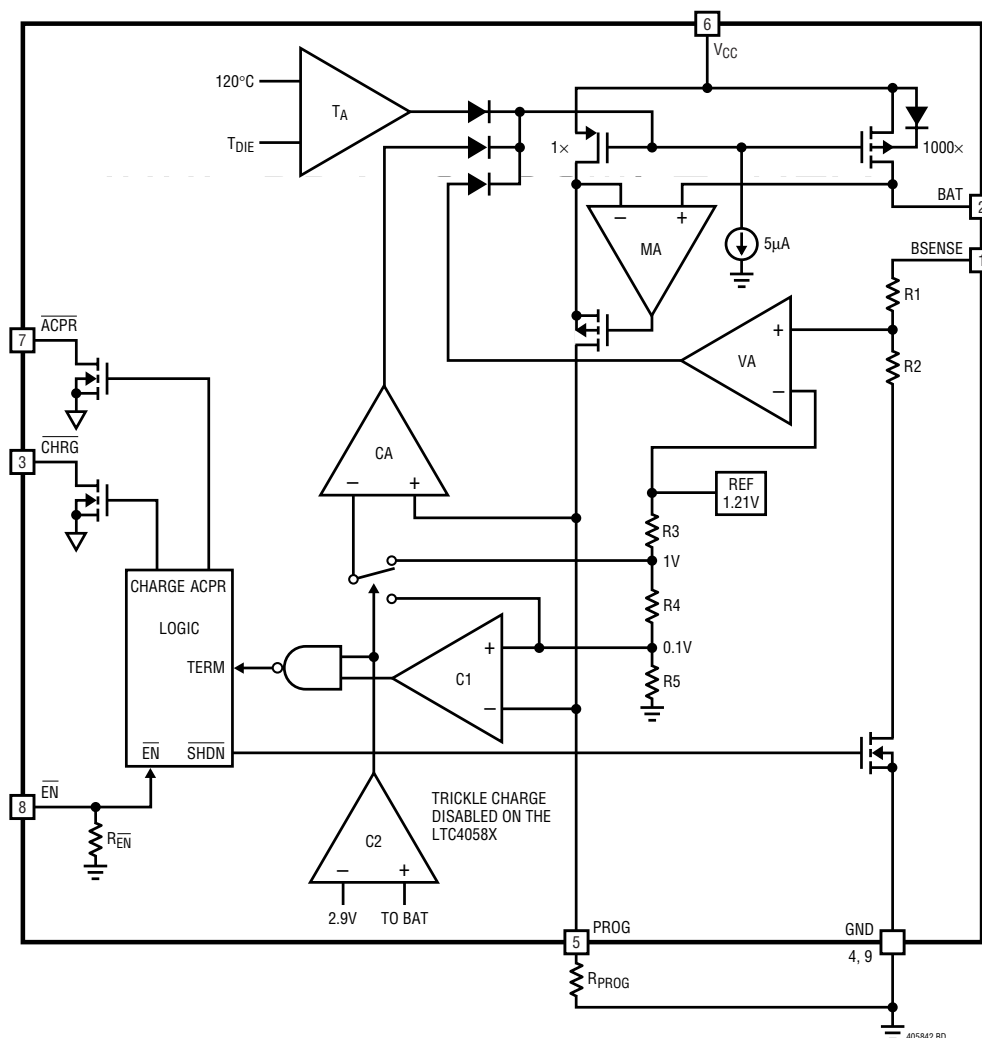 6
VCC
120°C
TA
TDIE
1×
1000×
BAT
2
– +
MA
5µA
BSENSE
1
R1
ACPR
7
+
VA
–
R2
CHRG
3
CA
– +
REF
1.21V
R3
1V
CHARGE ACPR
LOGIC
TERM
R4
+
C1
–
0.1V
R5
EN SHDN
EN
8
REN
TRICKLE CHARGE
DISABLED ON THE
LTC4058X
C2
– +
2.9V TO BAT
5
PROG
GND
4, 9
RPROG
405842 BD